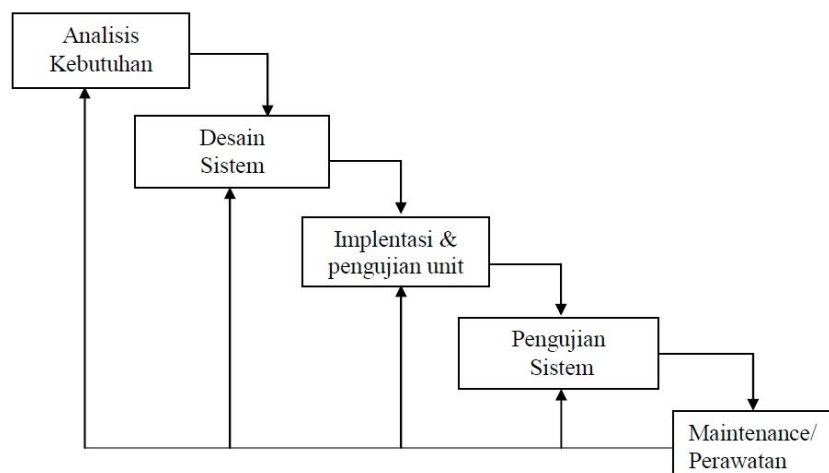 Analisis
Kebutuhan
Desain
Sistem
Implentasi &
pengujian unit
Pengujian
Sistem
Maintenance/
Perawatan